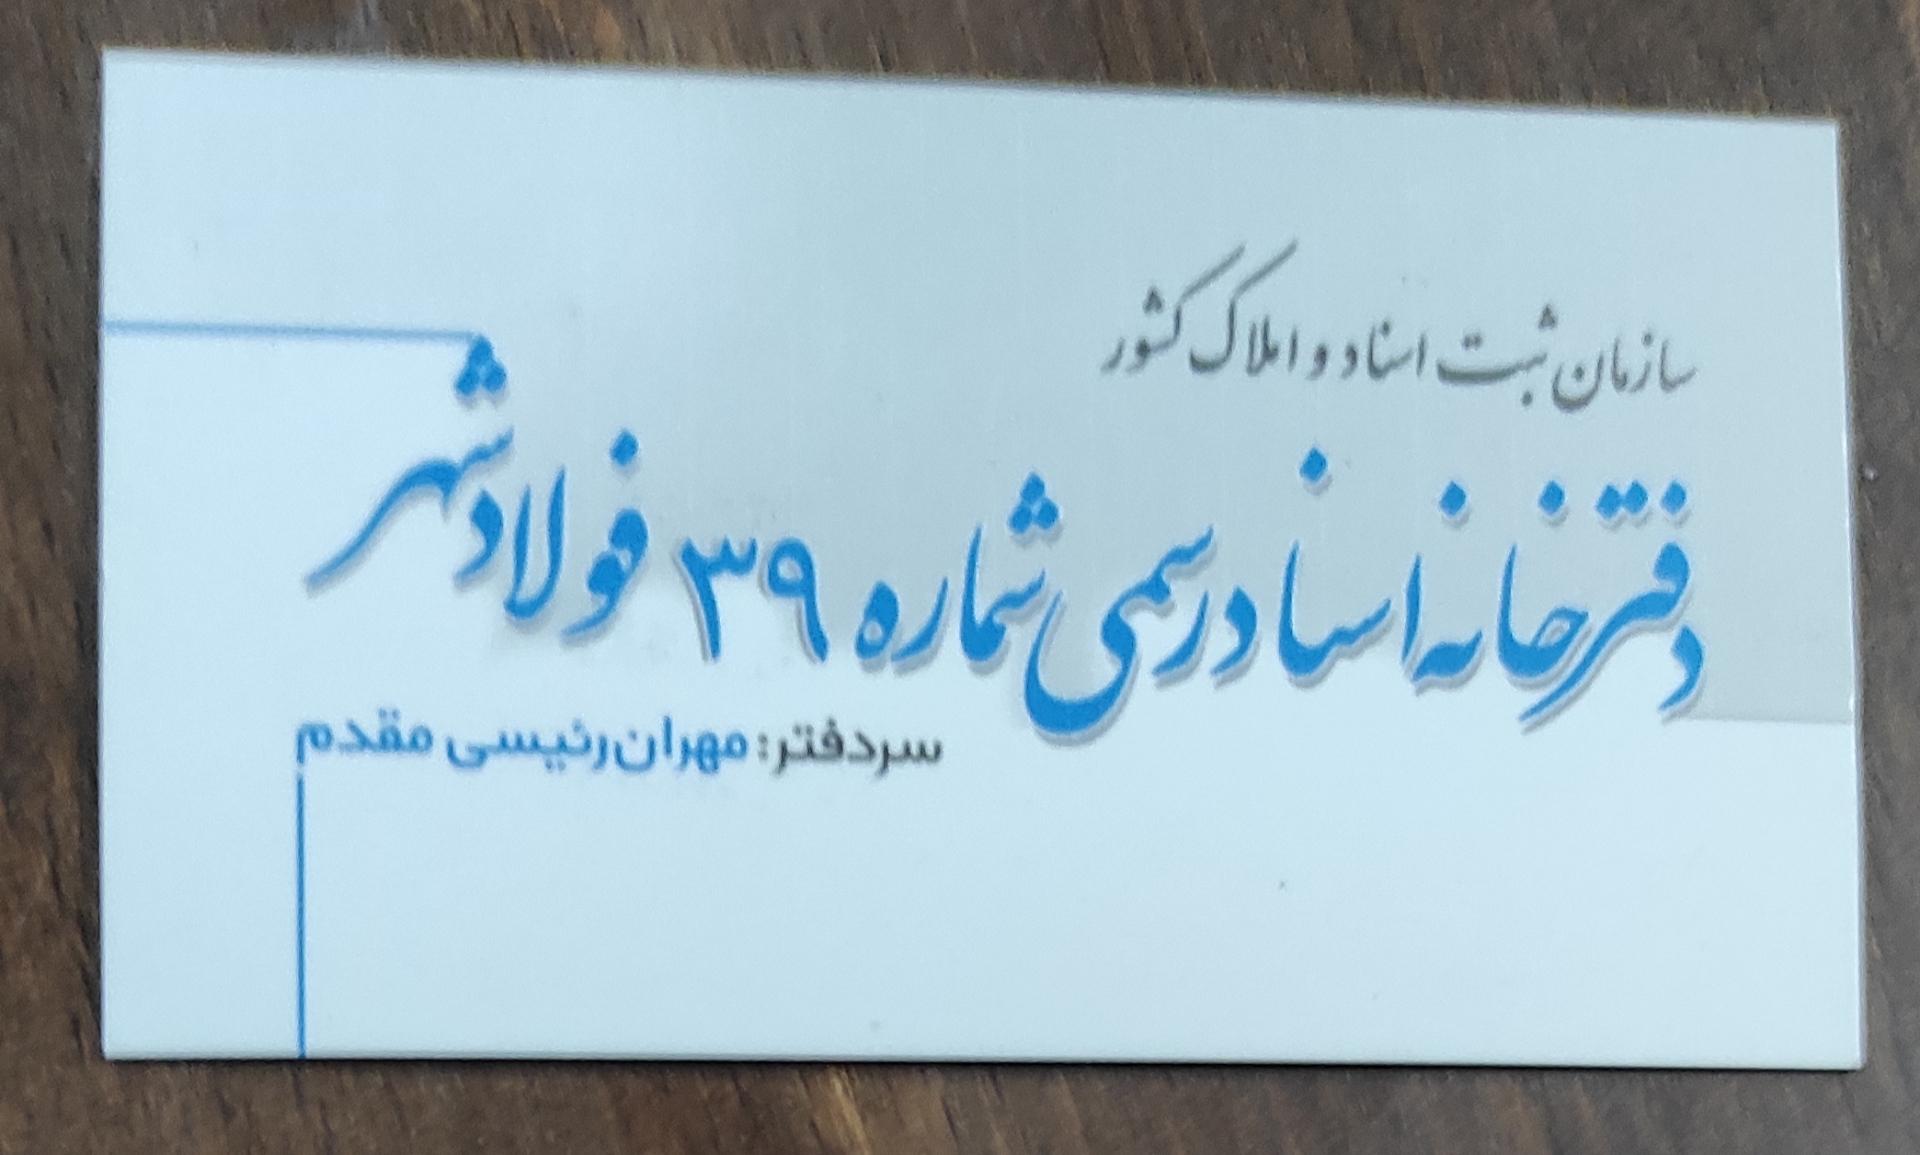 سازمان ثبت اسناد و املاک کشور
دفترخانه اسناد رسمی شماره ۳۹ فولادشهر
سردفتر: مهران رئیسی مقدم